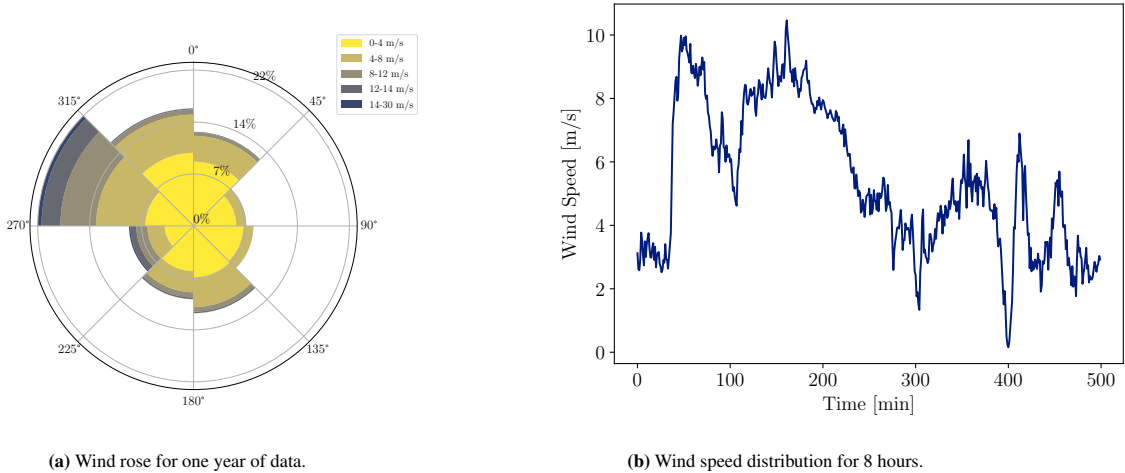 0-4 m/s
4-8 m/s
8-12 m/s
12-14 m/s
14-30 m/s
0°
45°
90°
135°
180°
225°
270°
315°
22%
14%
7%
0%
(a) Wind rose for one year of data.
10
8
6
4
2
0
Wind Speed [m/s]
0 100 200 300 400 500
Time [min]
(b) Wind speed distribution for 8 hours.